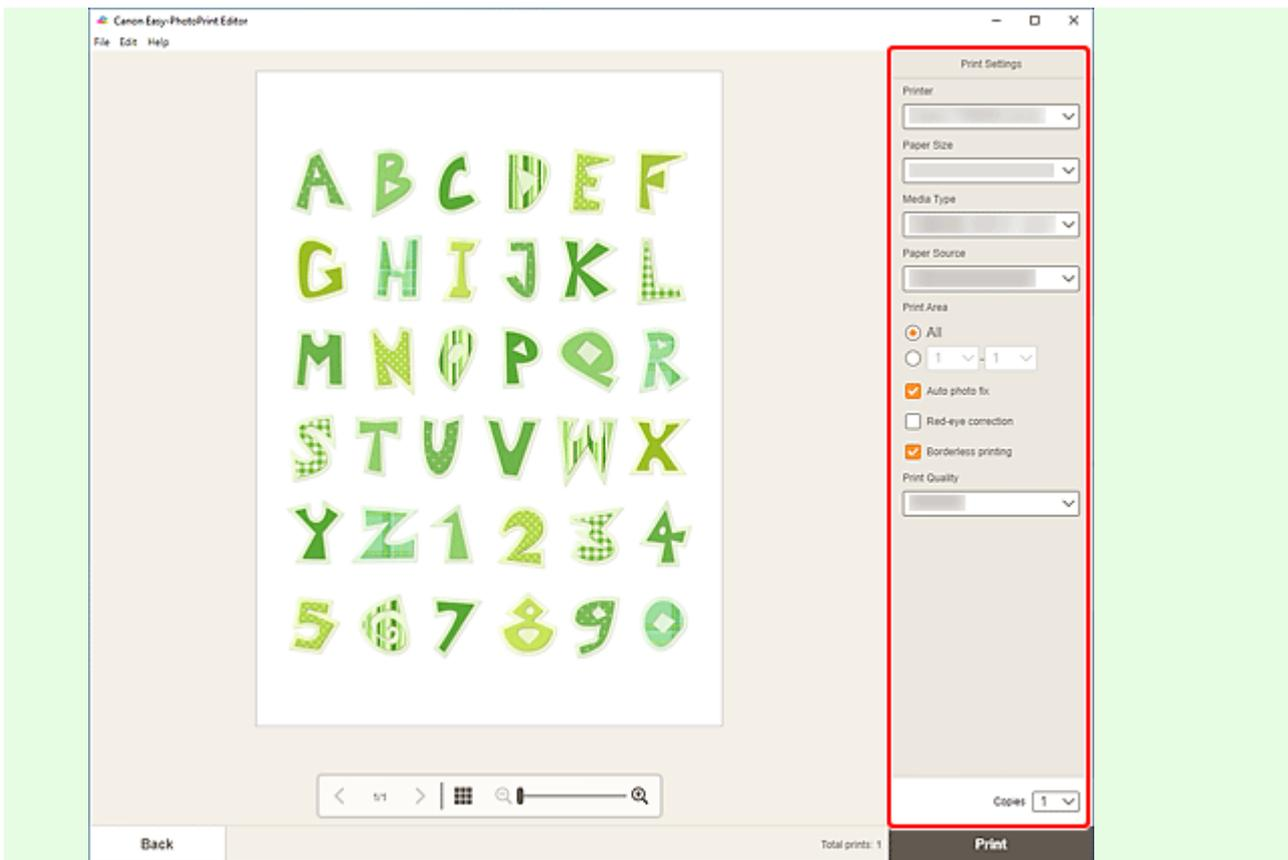 Canon Easy-PhotoPrint Editor
File Edit Help
A B C D E F
G H I J K L
M N O P Q R
S T U V W X
Y Z 1 2 3 4
5 6 7 8 9 0
1/1
Back
Total prints: 1
Print Settings
Printer
Paper Size
Media Type
Paper Source
Print Area
All
1 - 1
Auto photo fix
Red-eye correction
Borderless printing
Print Quality
Copies 1
Print